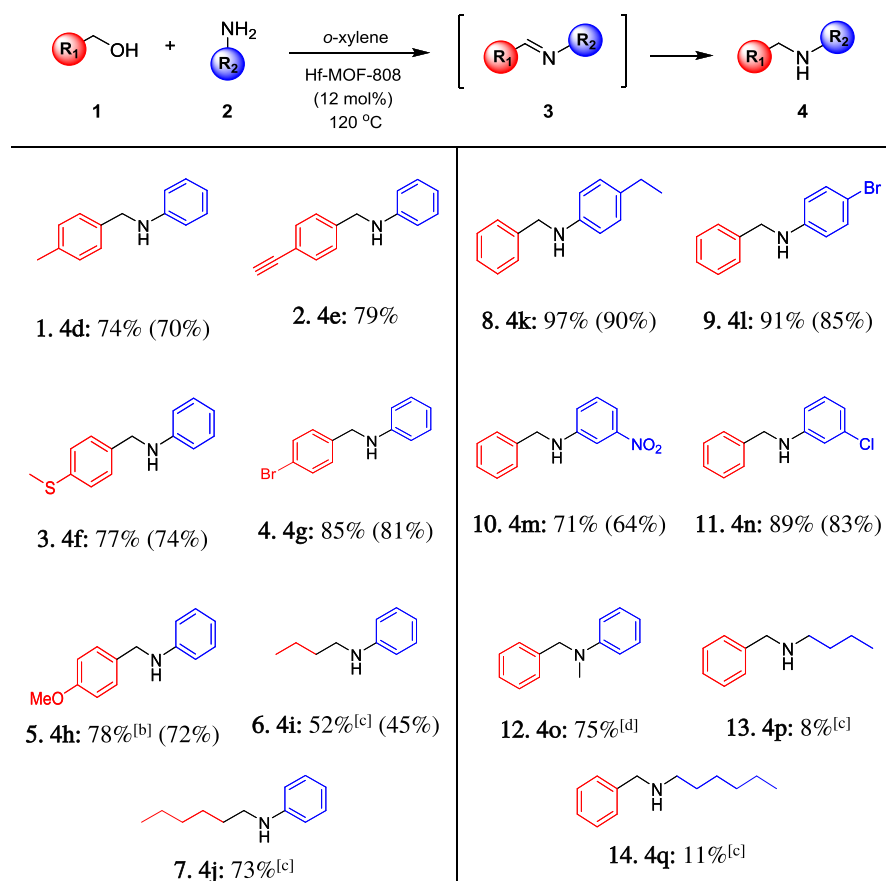 R₁ OH + NH₂ R₂ o-xylene Hf-MOF-808 (12 mol%) 120 °C R₁ N R₂ R₁ N H R₂
1 2 3 4
N H
N H
N H
N H Br
1. 4d: 74% (70%)
2. 4e: 79%
8. 4k: 97% (90%)
9. 4l: 91% (85%)
S N H
Br N H
N H NO₂
N H Cl
3. 4f: 77% (74%)
4. 4g: 85% (81%)
10. 4m: 71% (64%)
11. 4n: 89% (83%)
MeO N H
N H
N
N H
5. 4h: 78%[b] (72%)
6. 4i: 52%[c] (45%)
12. 4o: 75%[d]
13. 4p: 8%[c]
N H
N H
7. 4j: 73%[c]
14. 4q: 11%[c]